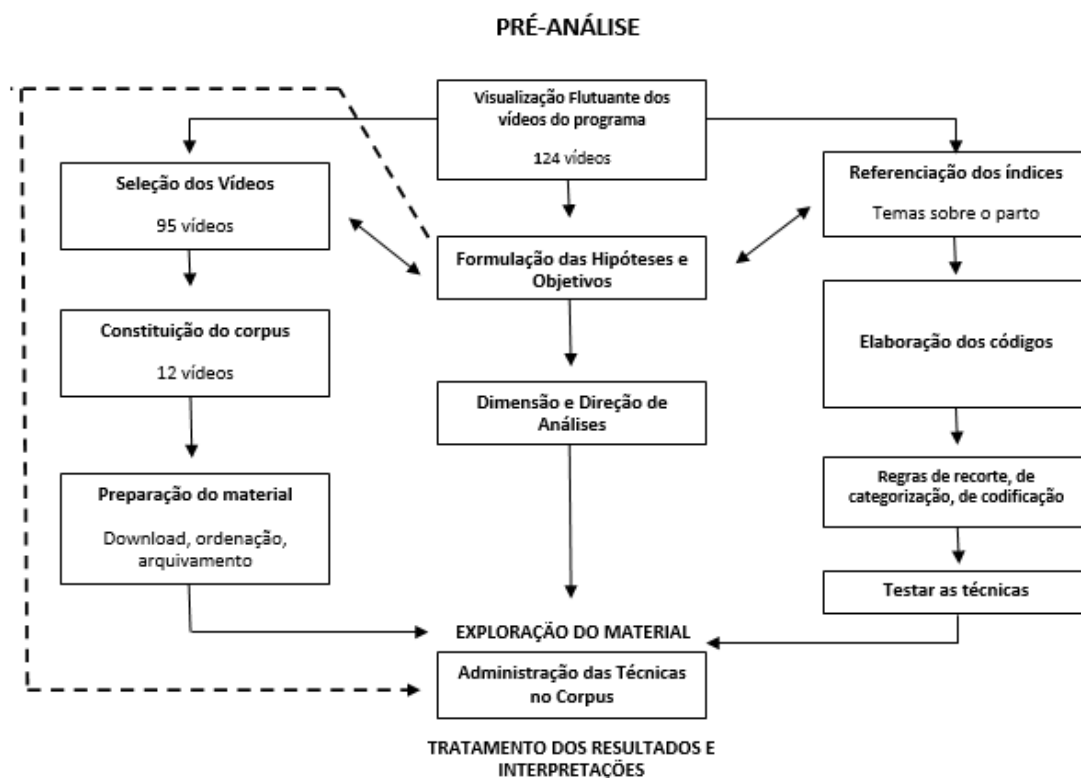 PRÉ-ANÁLISE
Visualização Flutuante dos
vídeos do programa
124 vídeos
Seleção dos Vídeos
95 vídeos
Referenciação dos índices
Temas sobre o parto
Formulação das Hipóteses e
Objetivos
Constituição do corpus
12 vídeos
Elaboração dos códigos
Dimensão e Direção de
Análises
Preparação do material
Download, ordenação,
arquivamento
Regras de recorte, de
categorização, de codificação
Testar as técnicas
EXPLORAÇÃO DO MATERIAL
Administração das Técnicas
no Corpus
TRATAMENTO DOS RESULTADOS E
INTERPRETAÇÕES